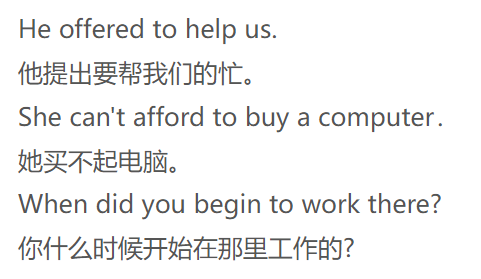 He offered to help us.
他提出要帮我们的忙。
She can't afford to buy a computer.
她买不起电脑。
When did you begin to work there?
你什么时候开始在那里工作的?